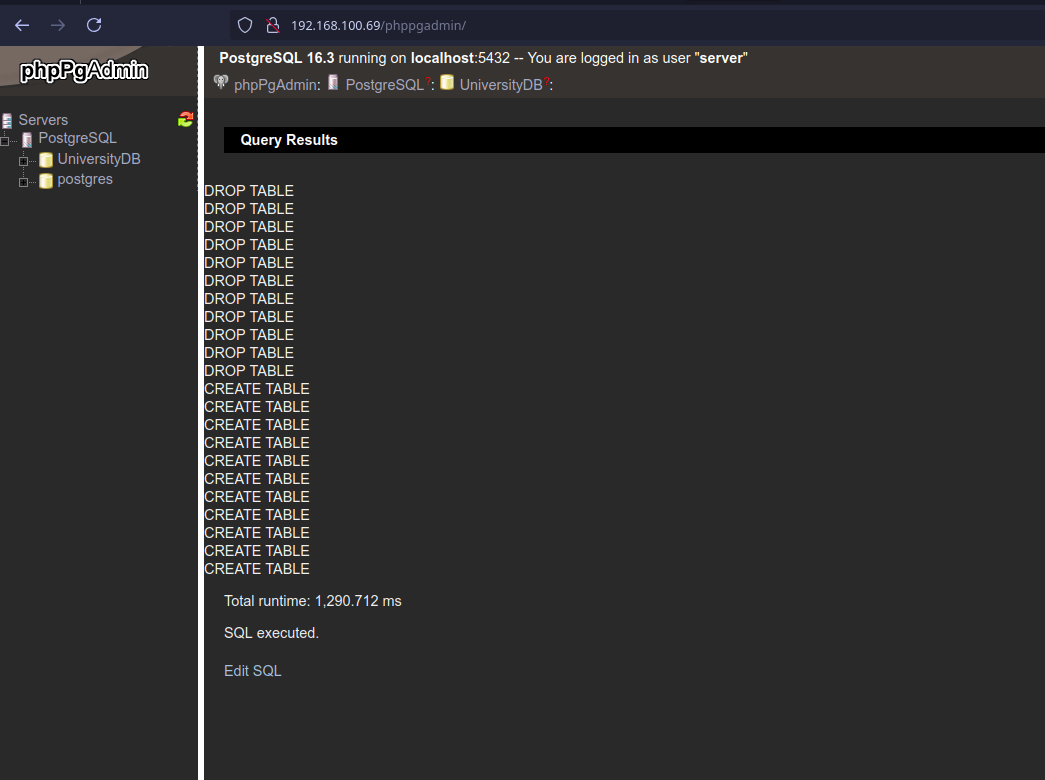 192.168.100.69/phppgadmin/
phpPgAdmin
PostgreSQL 16.3 running on localhost:5432 -- You are logged in as user "server"
phpPgAdmin: PostgreSQL?: UniversityDB?:
Servers
PostgreSQL
UniversityDB
postgres
Query Results
DROP TABLE
DROP TABLE
DROP TABLE
DROP TABLE
DROP TABLE
DROP TABLE
DROP TABLE
DROP TABLE
DROP TABLE
DROP TABLE
DROP TABLE
CREATE TABLE
CREATE TABLE
CREATE TABLE
CREATE TABLE
CREATE TABLE
CREATE TABLE
CREATE TABLE
CREATE TABLE
CREATE TABLE
CREATE TABLE
CREATE TABLE
Total runtime: 1,290.712 ms
SQL executed.
Edit SQL